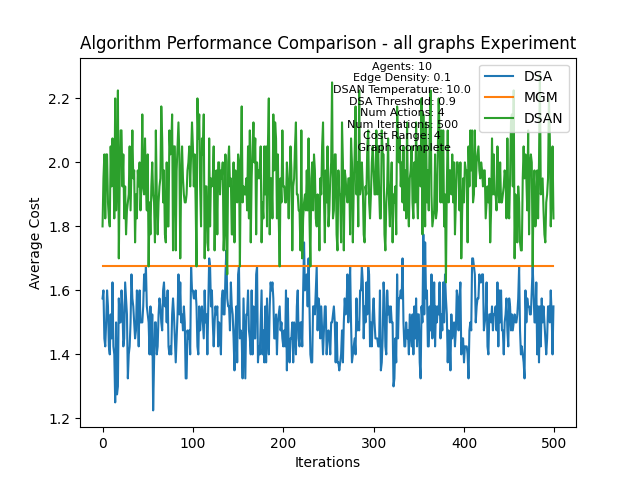 Algorithm Performance Comparison - all graphs Experiment
Agents: 10
Edge Density: 0.1
DSAN Temperature: 10.0
DSA Threshold: 0.9
Num Actions: 4
Num Iterations: 500
Cost Range: 4
Graph: complete
DSA
MGM
DSAN
Average Cost
2.2
2.0
1.8
1.6
1.4
1.2
0
100
200
300
400
500
Iterations